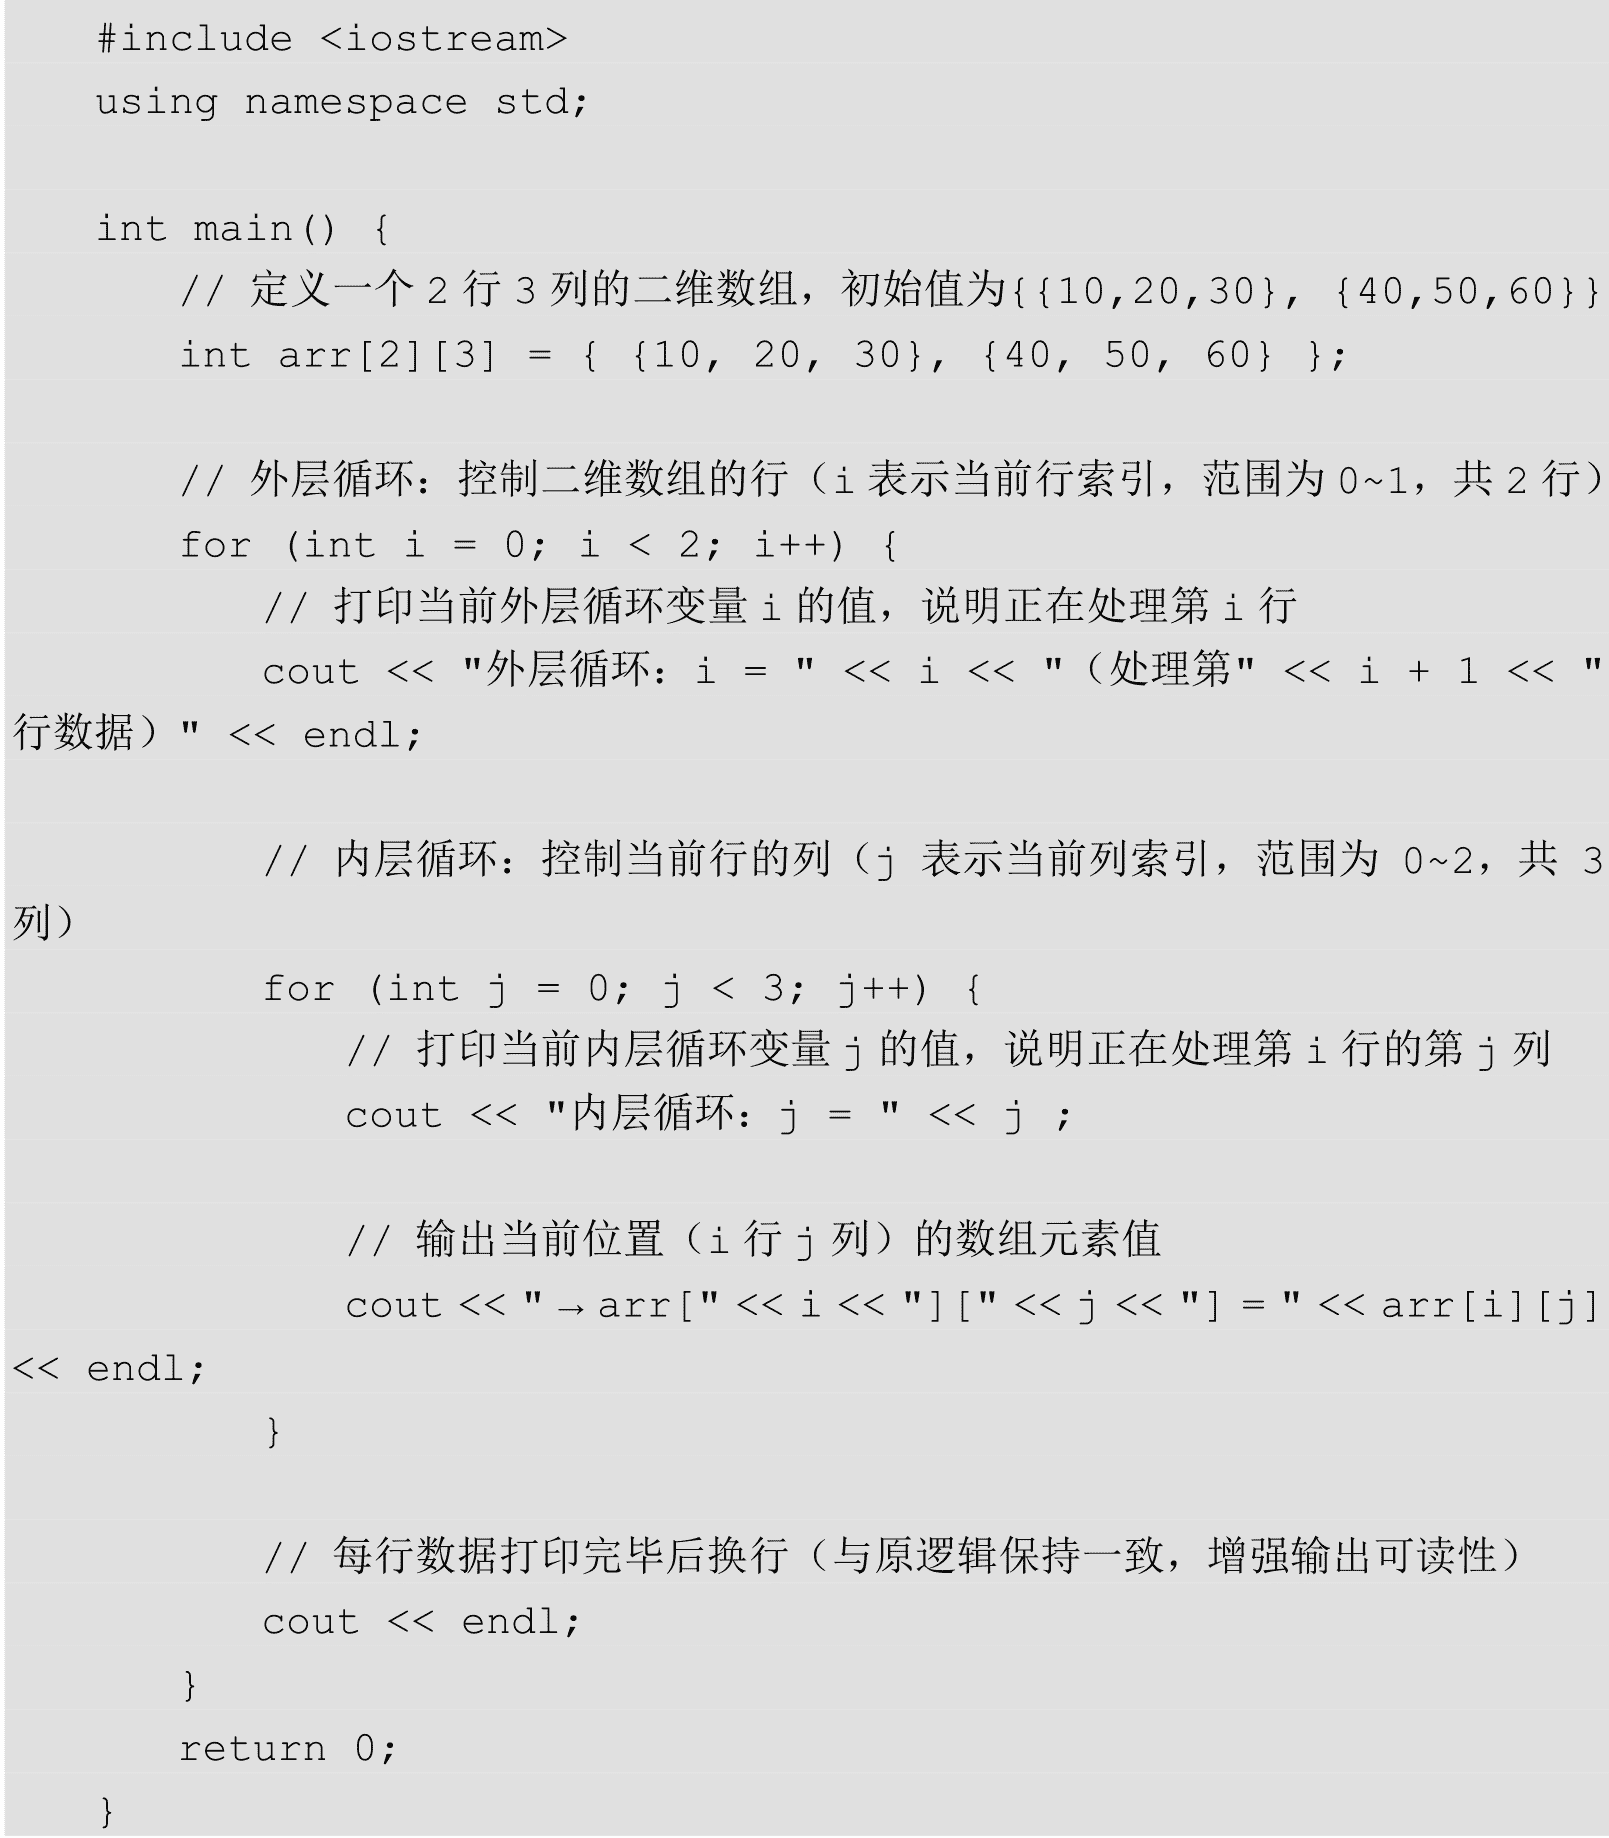 #include <iostream>
using namespace std;
int main() {
// 定义一个 2 行 3 列的二维数组，初始值为{{10,20,30}, {40,50,60}}
int arr[2][3] = { {10, 20, 30}, {40, 50, 60} };
// 外层循环：控制二维数组的行（i 表示当前行索引，范围为 0~1，共 2 行）
for (int i = 0; i < 2; i++) {
// 打印当前外层循环变量 i 的值，说明正在处理第 i 行
cout << "外层循环：i = " << i << "（处理第" << i + 1 << "
行数据）" << endl;
// 内层循环：控制当前行的列（j 表示当前列索引，范围为 0~2，共 3
列）
for (int j = 0; j < 3; j++) {
// 打印当前内层循环变量 j 的值，说明正在处理第 i 行的第 j 列
cout << "内层循环：j = " << j ;
// 输出当前位置（i 行 j 列）的数组元素值
cout << "→arr[" << i << "][" << j << "] = " << arr[i][j]
<< endl;
}
// 每行数据打印完毕后换行（与原逻辑保持一致，增强输出可读性）
cout << endl;
}
return 0;
}